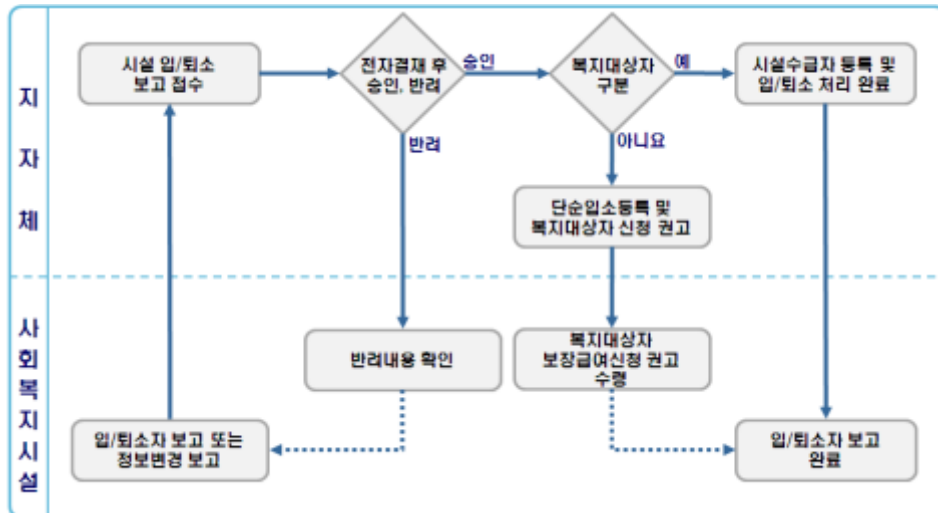 지
자
체
시설 입/퇴소
보고 접수
전자결재 후
승인, 반려
승인
반려
복지대상자
구분
예
아니요
시설수급자 등록 및
입/퇴소 처리 완료
단순입소등록 및
복지대상자 신청 권고
사
회
복
지
시
설
반려내용 확인
복지대상자
보장급여신청 권고
수령
입/퇴소자 보고 또는
정보변경 보고
입/퇴소자 보고
완료